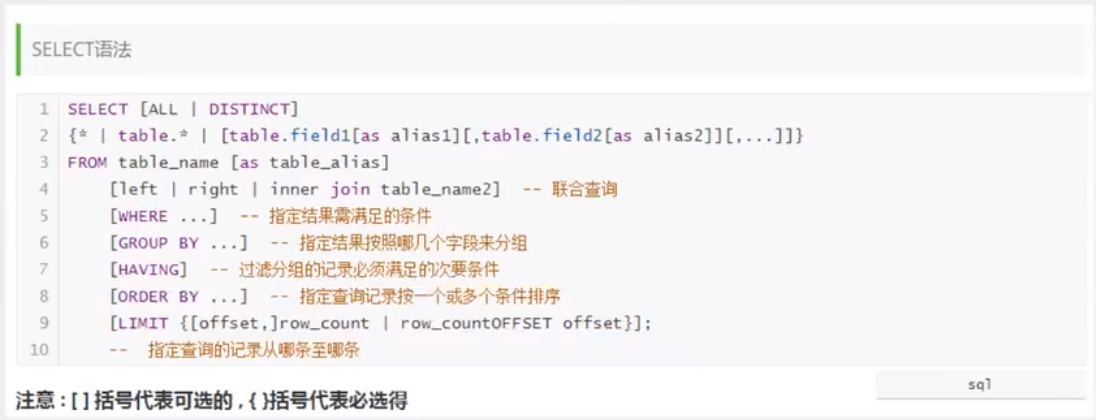 SELECT语法
1 SELECT [ALL | DISTINCT]
2 {* | table.* | [table.field1[as alias1][,table.field2[as alias2]][,...]]}
3 FROM table_name [as table_alias]
4 [left | right | inner join table_name2]  -- 联合查询
5 [WHERE ...]  -- 指定结果需满足的条件
6 [GROUP BY ...]  -- 指定结果按照哪几个字段来分组
7 [HAVING]  -- 过滤分组的记录必须满足的次要条件
8 [ORDER BY ...]  -- 指定查询记录按一个或多个条件排序
9 [LIMIT {[offset,]row_count | row_countOFFSET offset}];
10 --  指定查询的记录从哪条至哪条
sql
注意 : [ ] 括号代表可选的 , { }括号代表必选得